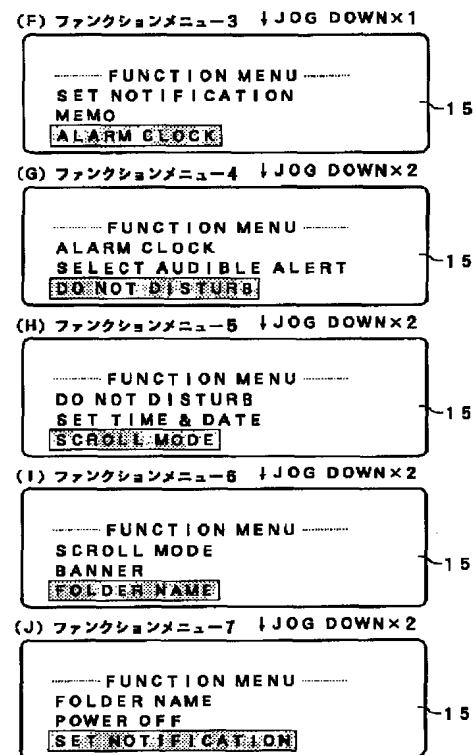 (F) ファンクションメニュー3 ↓JOG DOWN×1
FUNCTION MENU
SET NOTIFICATION
MEMO
ALARM CLOCK
15
(G) ファンクションメニュー4 ↓JOG DOWN×2
FUNCTION MENU
ALARM CLOCK
SELECT AUDIBLE ALERT
DO NOT DISTURB
15
(H) ファンクションメニュー5 ↓JOG DOWN×2
FUNCTION MENU
DO NOT DISTURB
SET TIME & DATE
SCROLL MODE
15
(I) ファンクションメニュー6 ↓JOG DOWN×2
FUNCTION MENU
SCROLL MODE
BANNER
FOLDER NAME
15
(J) ファンクションメニュー7 ↓JOG DOWN×2
FUNCTION MENU
FOLDER NAME
POWER OFF
SET NOTIFICATION
15